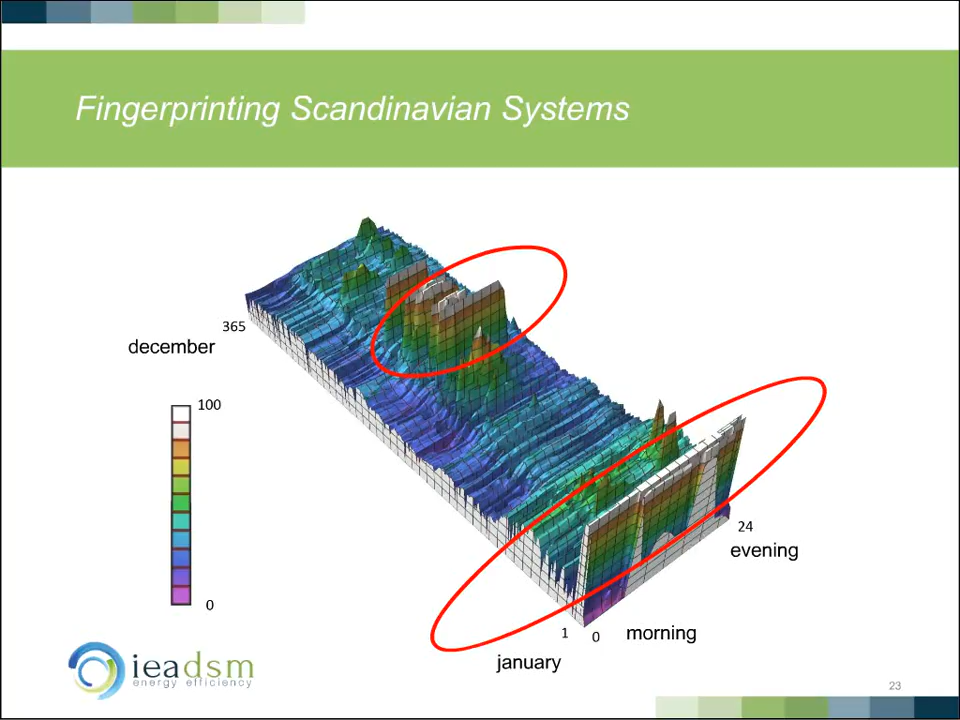 Fingerprinting Scandinavian Systems
365
december
100
0
24
evening
1
0
morning
january
ieadsm
energy efficiency
23